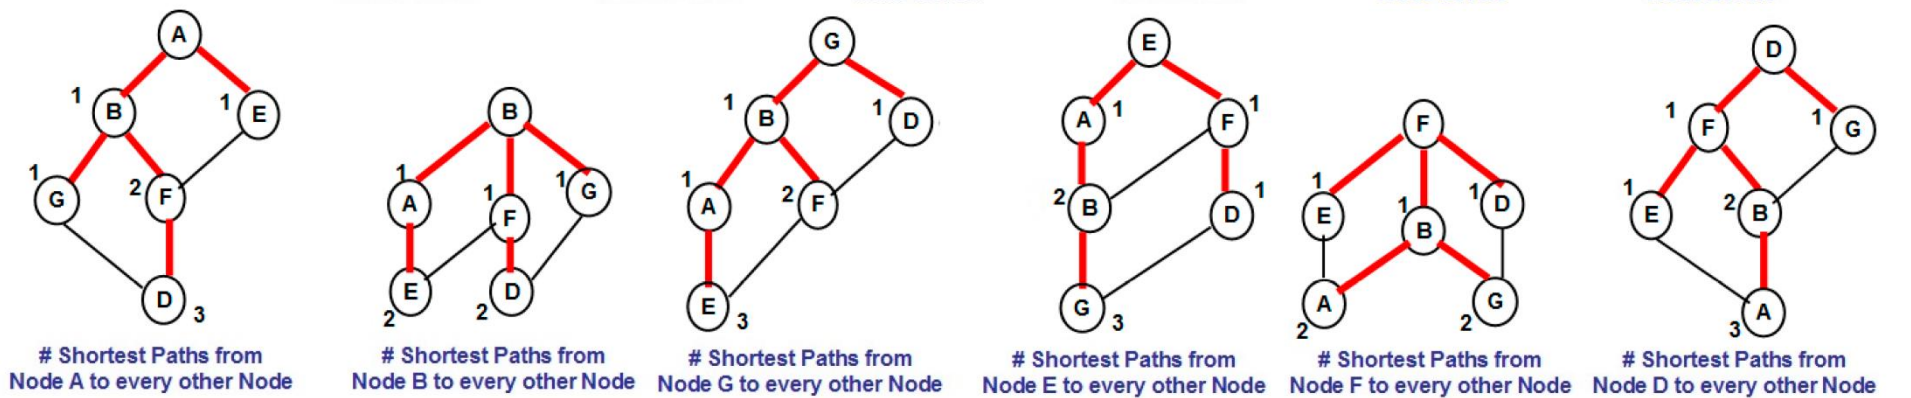 A
1 B
1 E
1 G
2 F
D 3
# Shortest Paths from
Node A to every other Node
B
1 A
1 F
1 G
E 2
2 D
# Shortest Paths from
Node B to every other Node
G
1 B
1 D
1 A
2 F
E 3
# Shortest Paths from
Node G to every other Node
E
A 1
F 1
2 B
D 1
G 3
# Shortest Paths from
Node E to every other Node
F
1 E
1 B
1 D
A 2
2 G
# Shortest Paths from
Node F to every other Node
D
1 F
1 G
1 E
2 B
3 A
# Shortest Paths from
Node D to every other Node